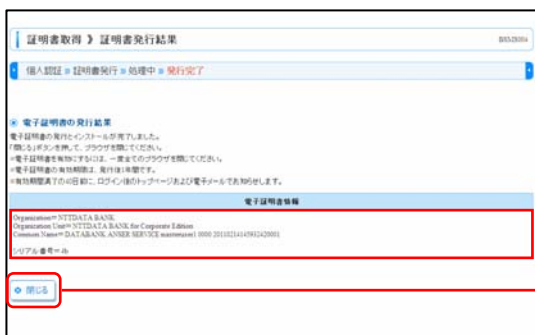 証明書取得 》 証明書発行結果
個人認証 » 証明書発行 » 処理中 » 発行完了
電子証明書の発行結果
電子証明書の発行とインストールが完了しました。
「閉じる」ボタンを押して、ブラウザを閉じてください。
※電子証明書を有効にするには、一度全てのブラウザを閉じてください。
※電子証明書の有効期限は、発行後1年間です。
※有効期限満了の40日前に、ログイン後のトップページおよび電子メールでお知らせします。
電子証明書情報
Organization= NTTDATA BANK
Organization Unit= NTTDATA BANK for Corporate Edition
Common Name= DATABANK ANSER SERVICE masteruser1 0000
シリアル番号=
閉じる